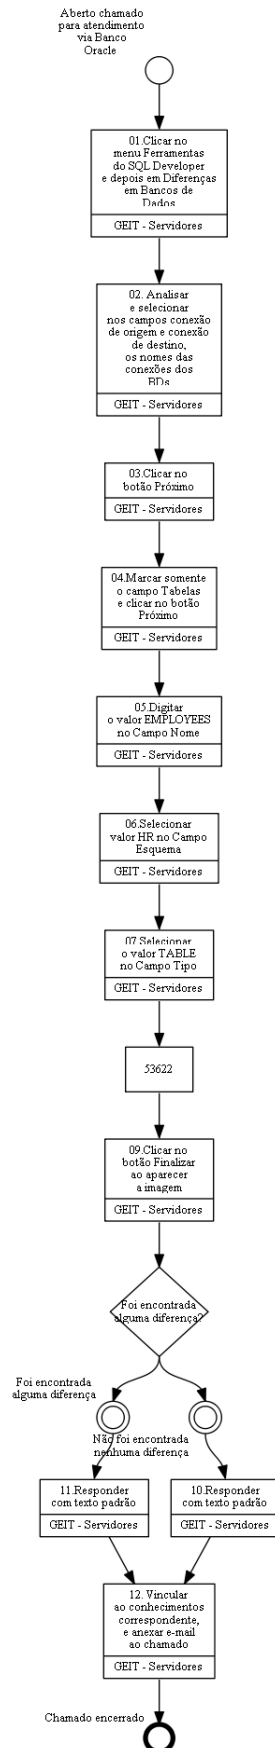 Aberto chamado
para atendimento
via Banco
Oracle
01.Clicar no
menu Ferramentas
do SQL Developer
e depois em Diferenças
em Bancos de
Dados
GEIT - Servidores
02. Analisar
e selecionar
nos campos conexão
de origem e conexão
de destino,
os nomes das
conexões dos
BDs
GEIT - Servidores
03.Clicar no
botão Próximo
GEIT - Servidores
04.Marcar somente
o campo Tabelas
e clicar no botão
Próximo
GEIT - Servidores
05.Digitar
o valor EMPLOYEES
no Campo Nome
GEIT - Servidores
06.Selecionar
valor HR no Campo
Esquema
GEIT - Servidores
07.Selecionar
o valor TABLE
no Campo Tipo
GEIT - Servidores
53622
09.Clicar no
botão Finalizar
ao aparecer
a imagem
GEIT - Servidores
Foi encontrada
alguma diferença?
Foi encontrada
alguma diferença
Não foi encontrada
nenhuma diferença
11.Responder
com texto padrão
GEIT - Servidores
10.Responder
com texto padrão
GEIT - Servidores
12. Vincular
ao conhecimentos
correspondente,
e anexar e-mail
ao chamado
GEIT - Servidores
Chamado encerrado